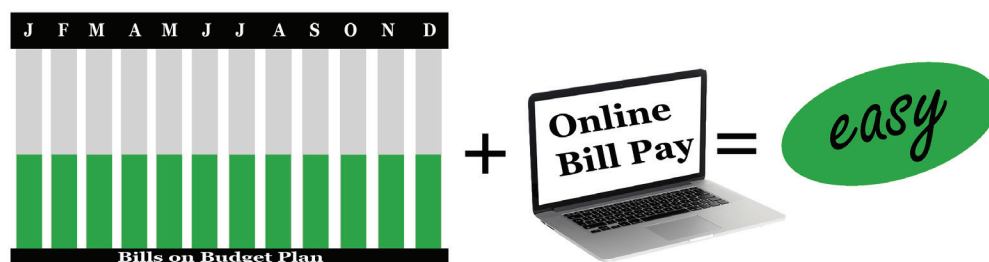 J F M A M J J A S O N D
Bills on Budget Plan
+
Online
Bill Pay
=
easy